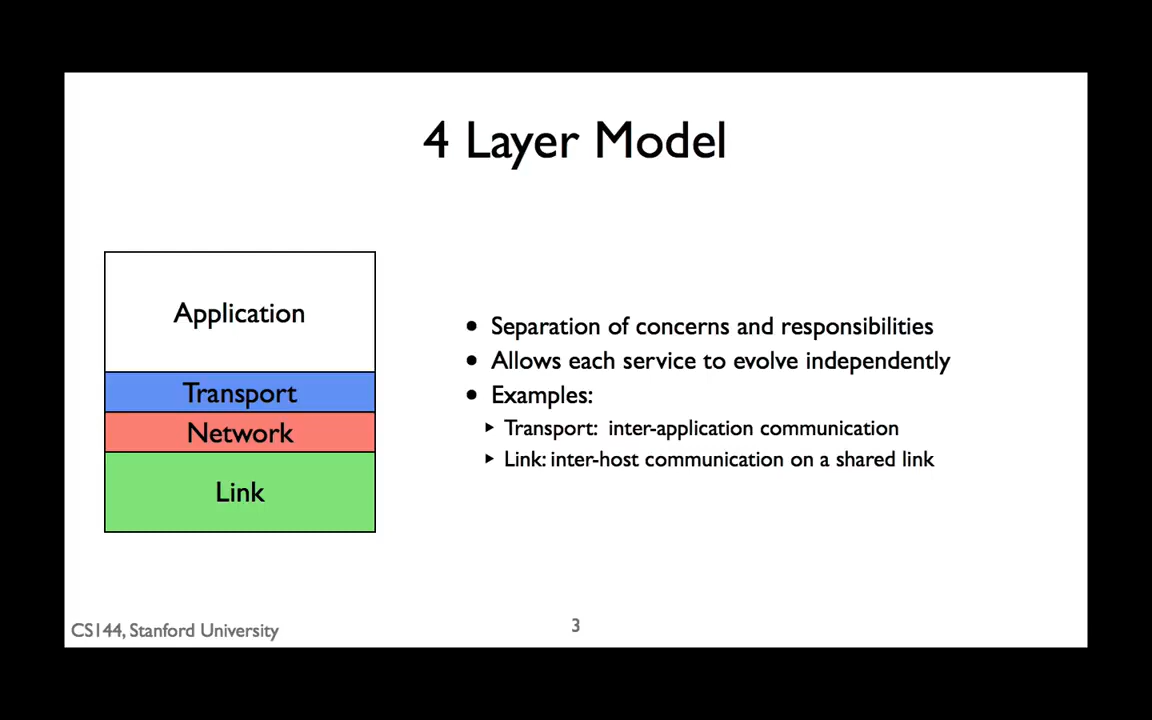 4 Layer Model
Application
Transport
Network
Link
• Separation of concerns and responsibilities
• Allows each service to evolve independently
• Examples:
‣ Transport: inter-application communication
‣ Link: inter-host communication on a shared link
CS144, Stanford University
3